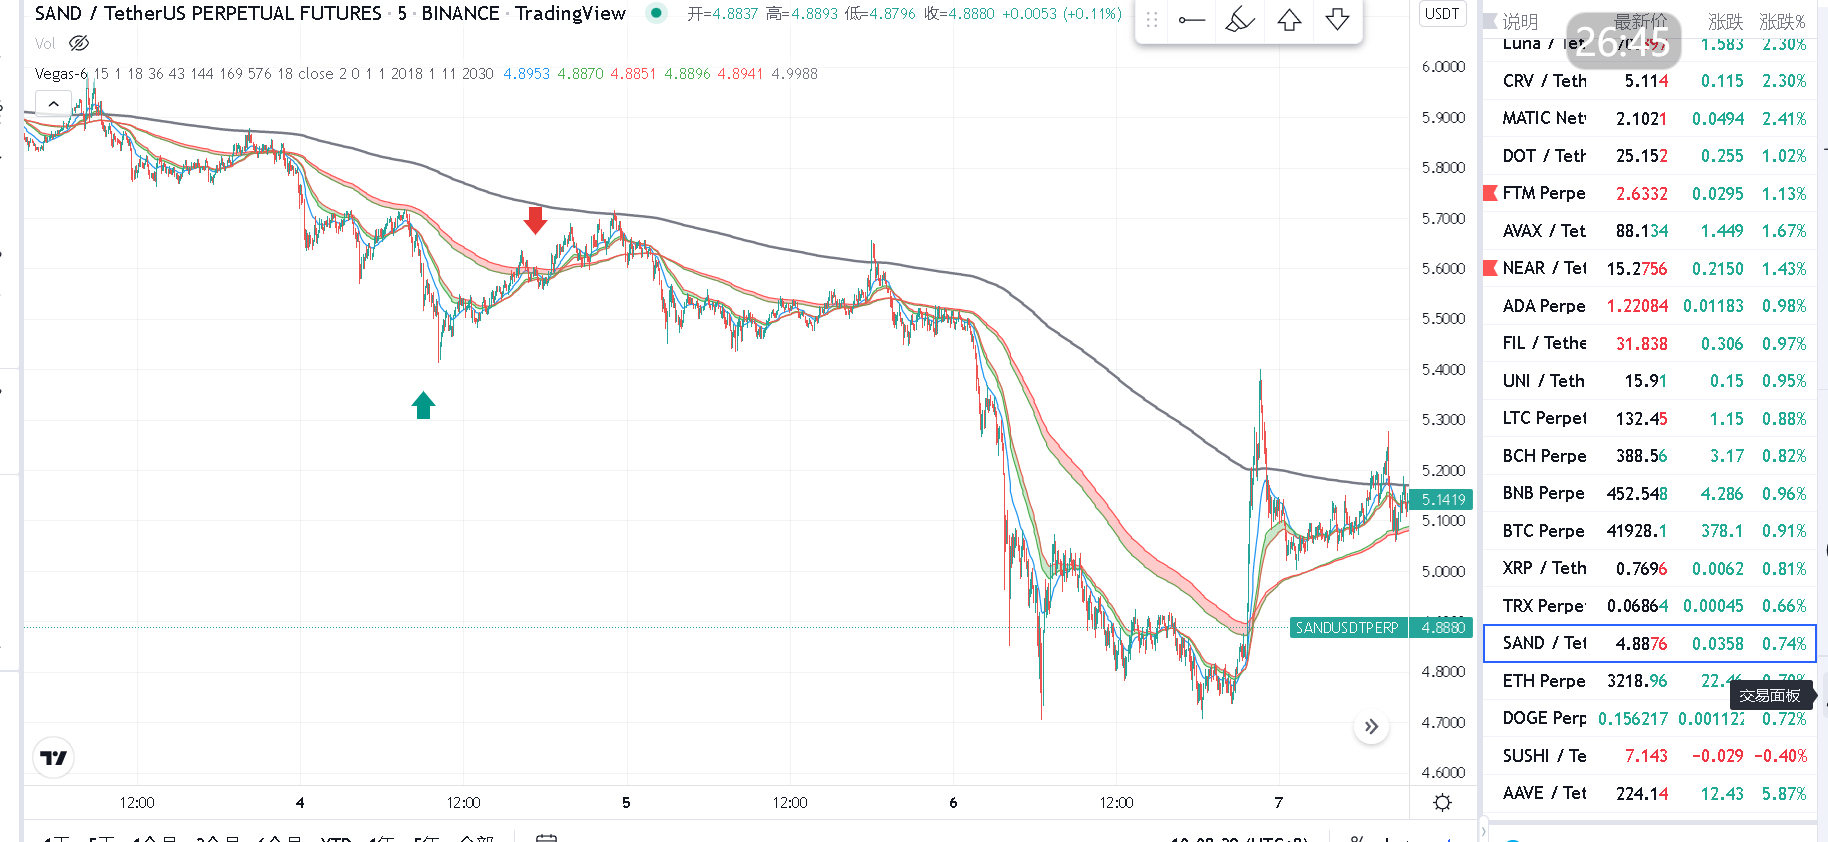 SAND / TetherUS PERPETUAL FUTURES · 5 · BINANCE · TradingView 开=4.8837 高=4.8893 低=4.8796 收=4.8880 +0.0053 (+0.11%)
Vol
Vegas-6 15 1 18 36 43 144 169 576 18 close 2 0 1 1 2018 1 11 2030 4.8953 4.8870 4.8851 4.8896 4.8941 4.9988
USDT
6.0000
5.9000
5.8000
5.7000
5.6000
5.5000
5.4000
5.3000
5.2000
5.1419
5.1000
5.0000
SANDUSDTPERP 4.8880
4.8000
4.7000
4.6000
12:00 4 12:00 5 12:00 6 12:00 7
说明 最新价 涨跌 涨跌%
26:45
Luna / Tet 1.583 2.30%
CRV / Teth 5.114 0.115 2.30%
MATIC Net 2.1021 0.0494 2.41%
DOT / Teth 25.152 0.255 1.02%
FTM Perpe 2.6332 0.0295 1.13%
AVAX / Tet 88.134 1.449 1.67%
NEAR / Tet 15.2756 0.2150 1.43%
ADA Perpe 1.22084 0.01183 0.98%
FIL / Tethe 31.838 0.306 0.97%
UNI / Teth 15.91 0.15 0.95%
LTC Perpet 132.45 1.15 0.88%
BCH Perpe 388.56 3.17 0.82%
BNB Perpe 452.548 4.286 0.96%
BTC Perpe 41928.1 378.1 0.91%
XRP / Teth 0.7696 0.0062 0.81%
TRX Perpe 0.06864 0.00045 0.66%
SAND / Tet 4.8876 0.0358 0.74%
ETH Perpe 3218.96 22.46
交易面板
DOGE Perp 0.156217 0.001122 0.72%
SUSHI / Te 7.143 −0.029 −0.40%
AAVE / Tet 224.14 12.43 5.87%